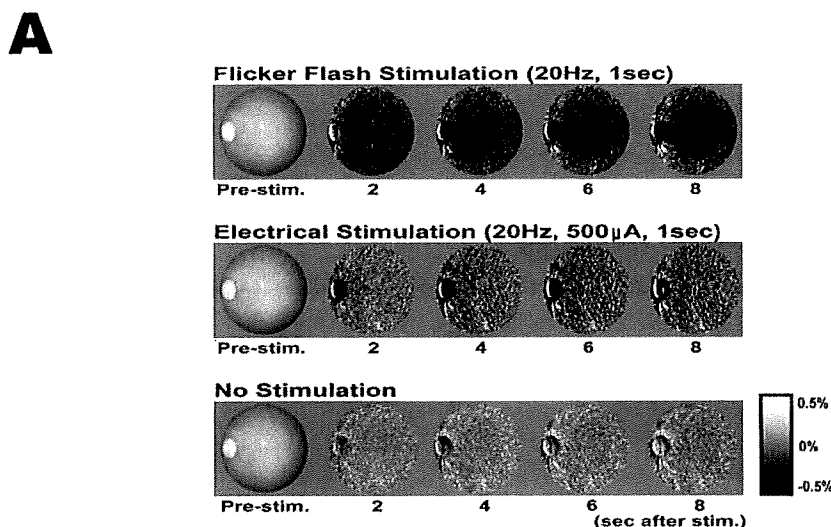 A
Flicker Flash Stimulation (20Hz, 1sec)
Pre-stim. 2 4 6 8
Electrical Stimulation (20Hz, 500µA, 1sec)
Pre-stim. 2 4 6 8
No Stimulation
0.5%
0%
-0.5%
Pre-stim. 2 4 6 8
(sec after stim.)